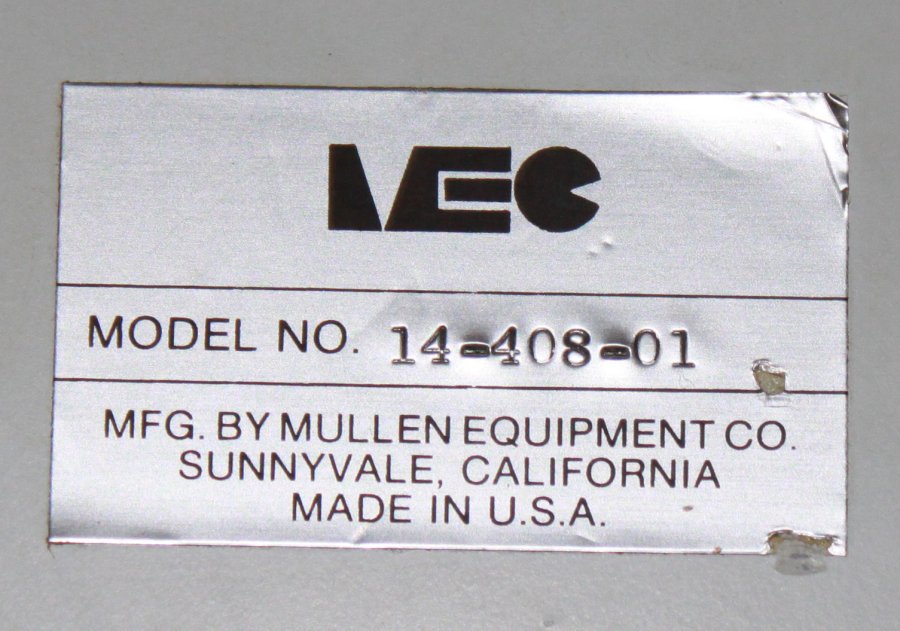 MEC
MODEL NO. 14-408-01
MFG. BY MULLEN EQUIPMENT CO.
SUNNYVALE, CALIFORNIA
MADE IN U.S.A.